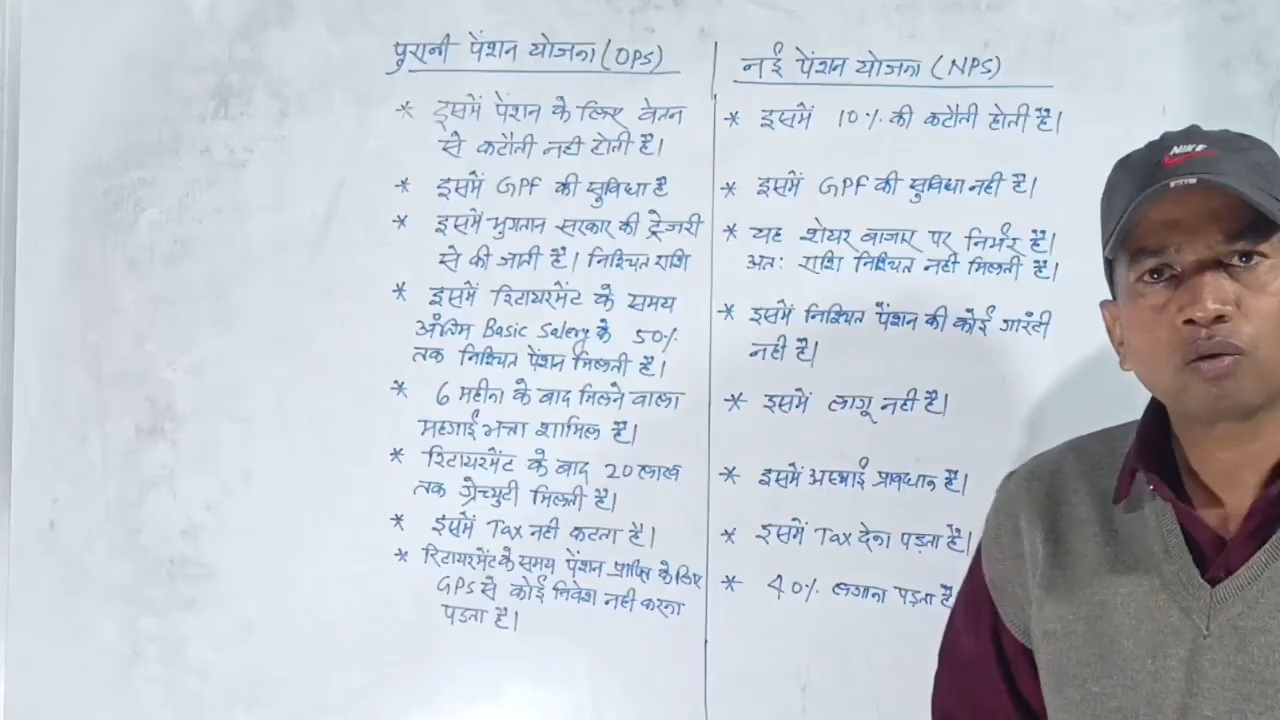 पुरानी पेंशन योजना (OPS)
* इसमें पेंशन के लिए वेतन
से कटौती नही होती है।
* इसमें GPF की सुविधा है
* इसमें भुगतान सरकार की ट्रेजरी
से की जाती है। निश्चित राशि
* इसमें रिटायरमेंट के समय
अंतिम Basic Salery के 50%
तक निश्चित पेंशन मिलती है।
* 6 महीना के बाद मिलने वाला
महगाई भत्ता शामिल है।
* रिटायरमेंट के बाद 20 लाख
तक ग्रेच्युटी मिलती है।
* इसमें Tax नही कटता है।
* रिटायरमेंट के समय पेंशन प्राप्ति के लिए
GPS से कोई निवेश नही करना
पड़ता है।
नई पेंशन योजना (NPS)
* इसमें 10% की कटौती होती है।
* इसमें GPF की सुविधा नही है।
* यह शेयर बाजार पर निर्भर है।
अत: राशि निश्चित नही मिलती है।
* इसमें निश्चित पेंशन की कोई गारंटी
नही है।
* इसमें लागू नही है।
* इसमें अस्थाई प्रावधान है।
* इसमें Tax देना पड़ता है।
* 40% लगाना पड़ता है
NIKE